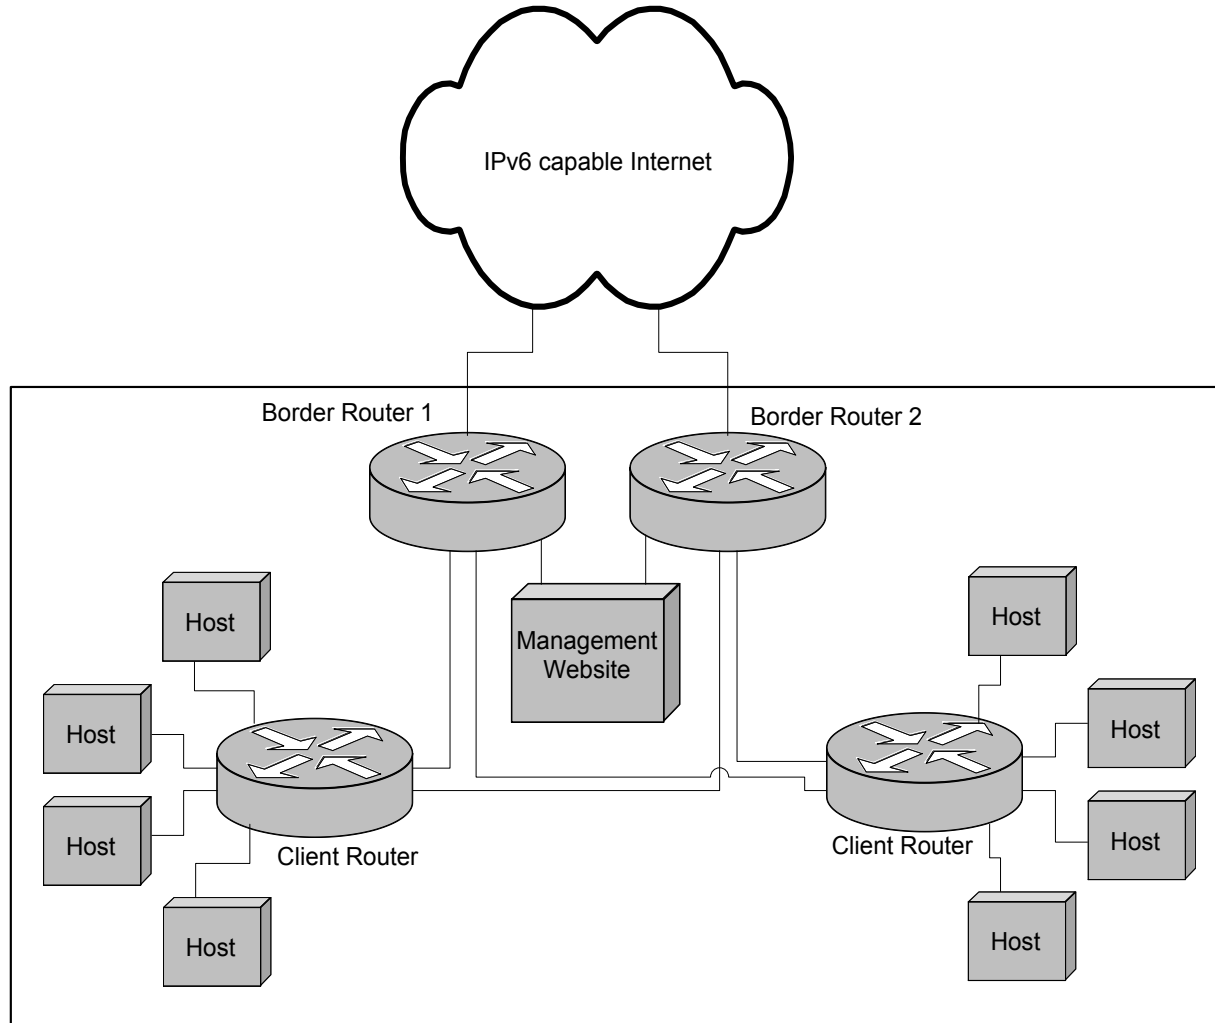 IPv6 capable Internet
Border Router 1
Border Router 2
Host
Host
Management
Website
Host
Host
Host
Host
Client Router
Client Router
Host
Host